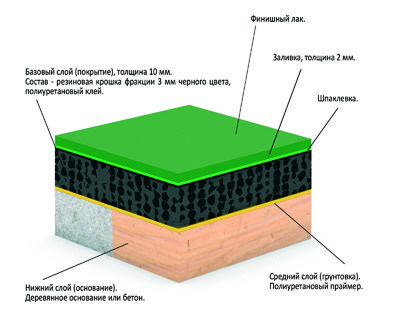 Финишный лак.
Заливка, толщина 2 мм.
Базовый слой (покрытие), толщина 10 мм.
Состав - резиновая крошка фракции 3 мм черного цвета,
полиуретановый клей.
Шпаклевка.
Средний слой (грунтовка).
Полиуретановый праймер.
Нижний слой (основание).
Деревянное основание или бетон.